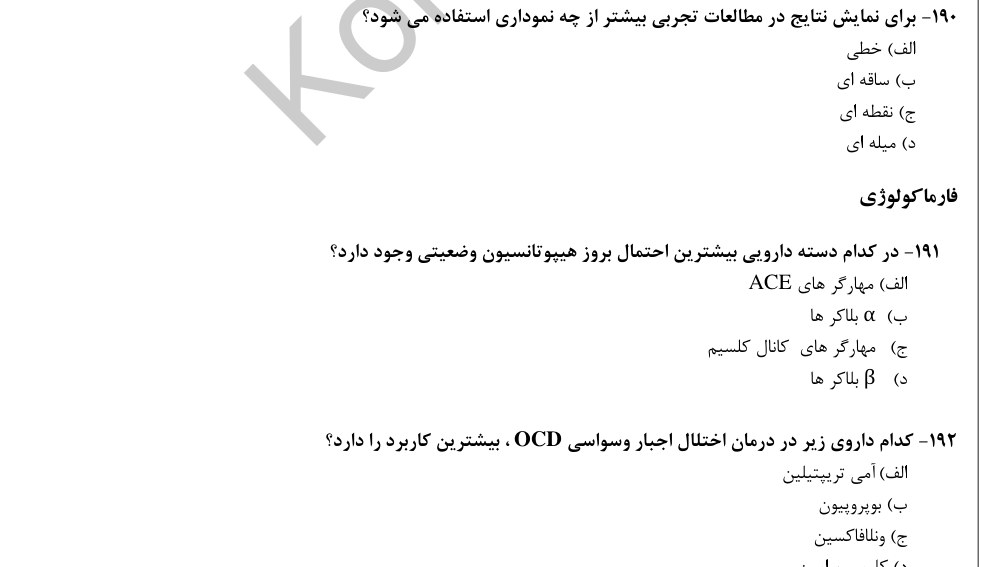 ۱۹۰- برای نمایش نتایج در مطالعات تجربی بیشتر از چه نموداری استفاده می شود؟
الف) خطی
ب) ساقه ای
ج) نقطه ای
د) میله ای
فارماکولوژی
۱۹۱- در کدام دسته دارویی بیشترین احتمال بروز هیپوتانسیون وضعیتی وجود دارد؟
الف) مهارگر های ACE
ب) α بلاکر ها
ج) مهارگر های کانال کلسیم
د) β بلاکر ها
۱۹۲- کدام داروی زیر در درمان اختلال اجبار وسواسی OCD ، بیشترین کاربرد را دارد؟
الف) آمی تریپتیلین
ب) بوپروپیون
ج) ونلافاکسین